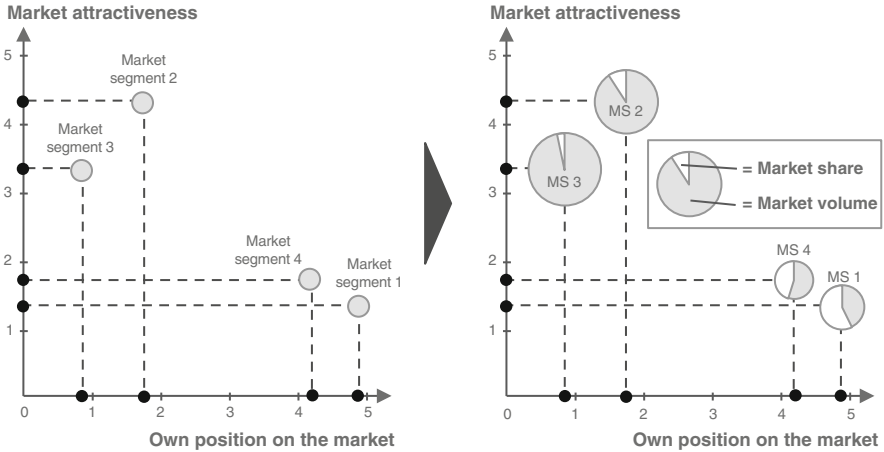 Market attractiveness
5
4
3
2
1
0
1
2
3
4
5
Market
segment 2
Market
segment 3
Market
segment 4
Market
segment 1
Own position on the market
Market attractiveness
5
4
3
2
1
0
1
2
3
4
5
MS 2
MS 3
MS 4
MS 1
= Market share
= Market volume
Own position on the market